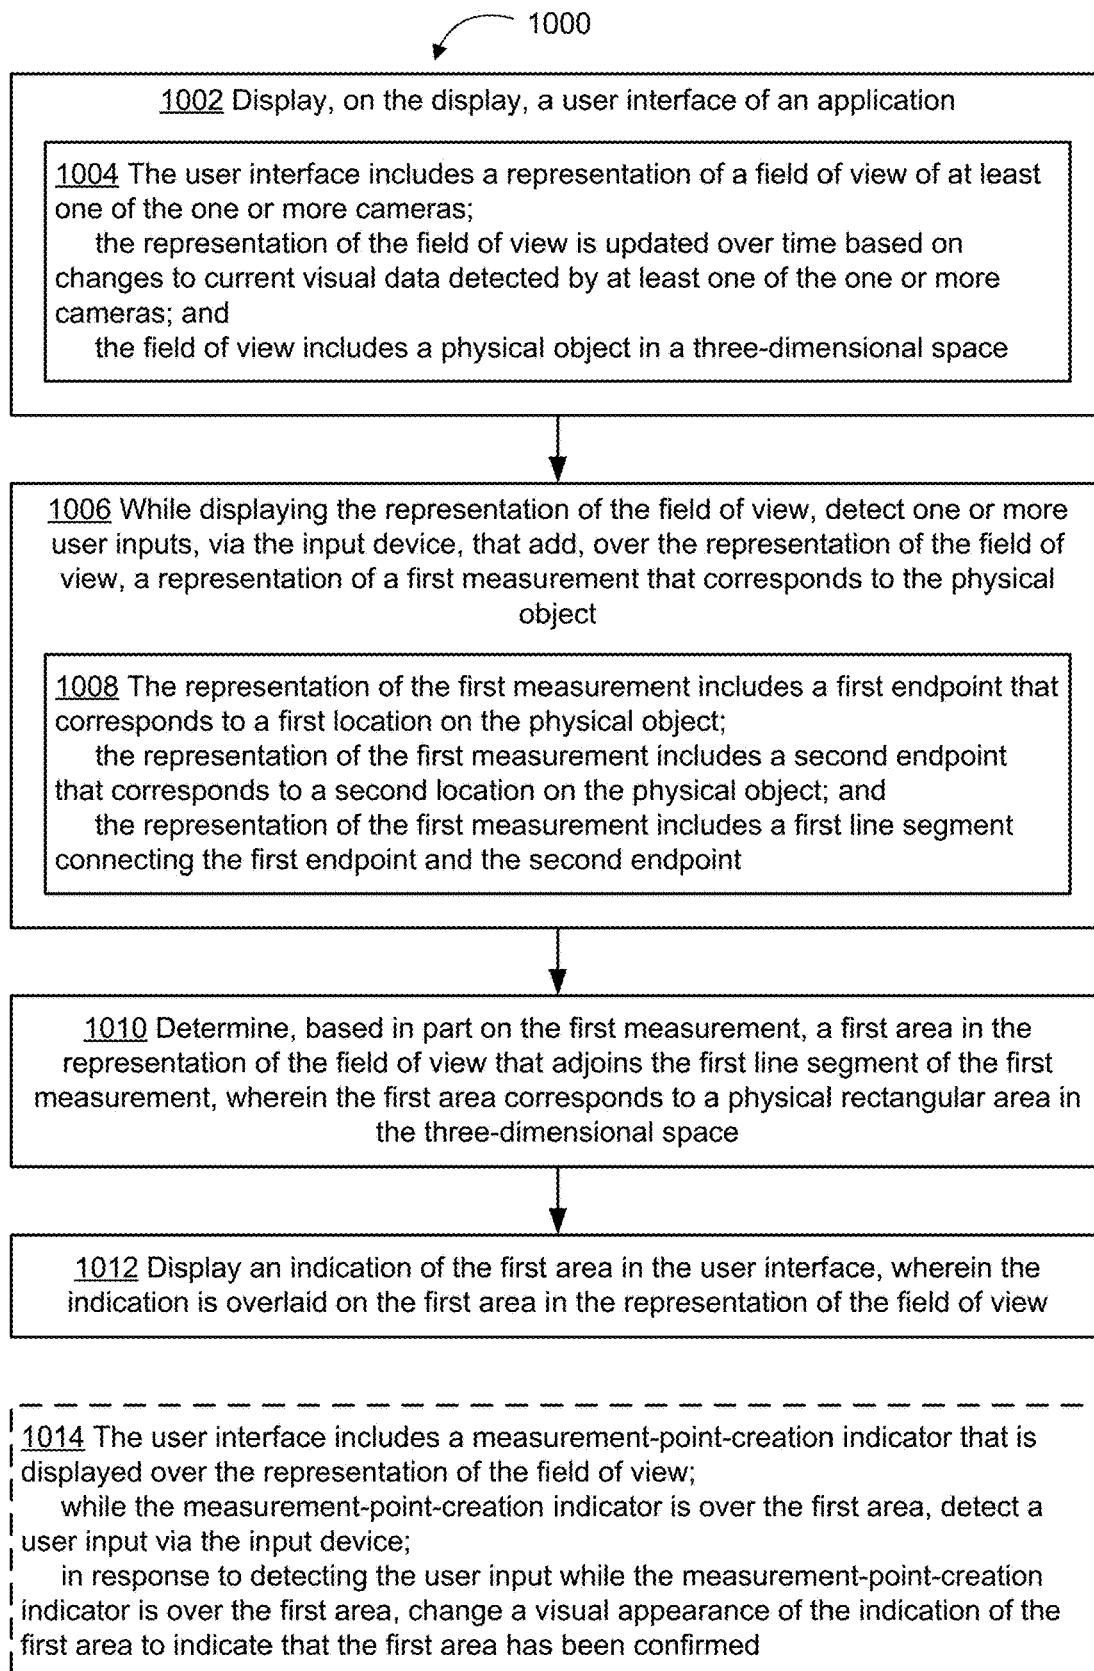 1000
1002 Display, on the display, a user interface of an application
1004 The user interface includes a representation of a field of view of at least
one of the one or more cameras;
the representation of the field of view is updated over time based on
changes to current visual data detected by at least one of the one or more
cameras; and
the field of view includes a physical object in a three-dimensional space
1006 While displaying the representation of the field of view, detect one or more
user inputs, via the input device, that add, over the representation of the field of
view, a representation of a first measurement that corresponds to the physical
object
1008 The representation of the first measurement includes a first endpoint that
corresponds to a first location on the physical object;
the representation of the first measurement includes a second endpoint
that corresponds to a second location on the physical object; and
the representation of the first measurement includes a first line segment
connecting the first endpoint and the second endpoint
1010 Determine, based in part on the first measurement, a first area in the
representation of the field of view that adjoins the first line segment of the first
measurement, wherein the first area corresponds to a physical rectangular area in
the three-dimensional space
1012 Display an indication of the first area in the user interface, wherein the
indication is overlaid on the first area in the representation of the field of view
1014 The user interface includes a measurement-point-creation indicator that is
displayed over the representation of the field of view;
while the measurement-point-creation indicator is over the first area, detect a
user input via the input device;
in response to detecting the user input while the measurement-point-creation
indicator is over the first area, change a visual appearance of the indication of the
first area to indicate that the first area has been confirmed